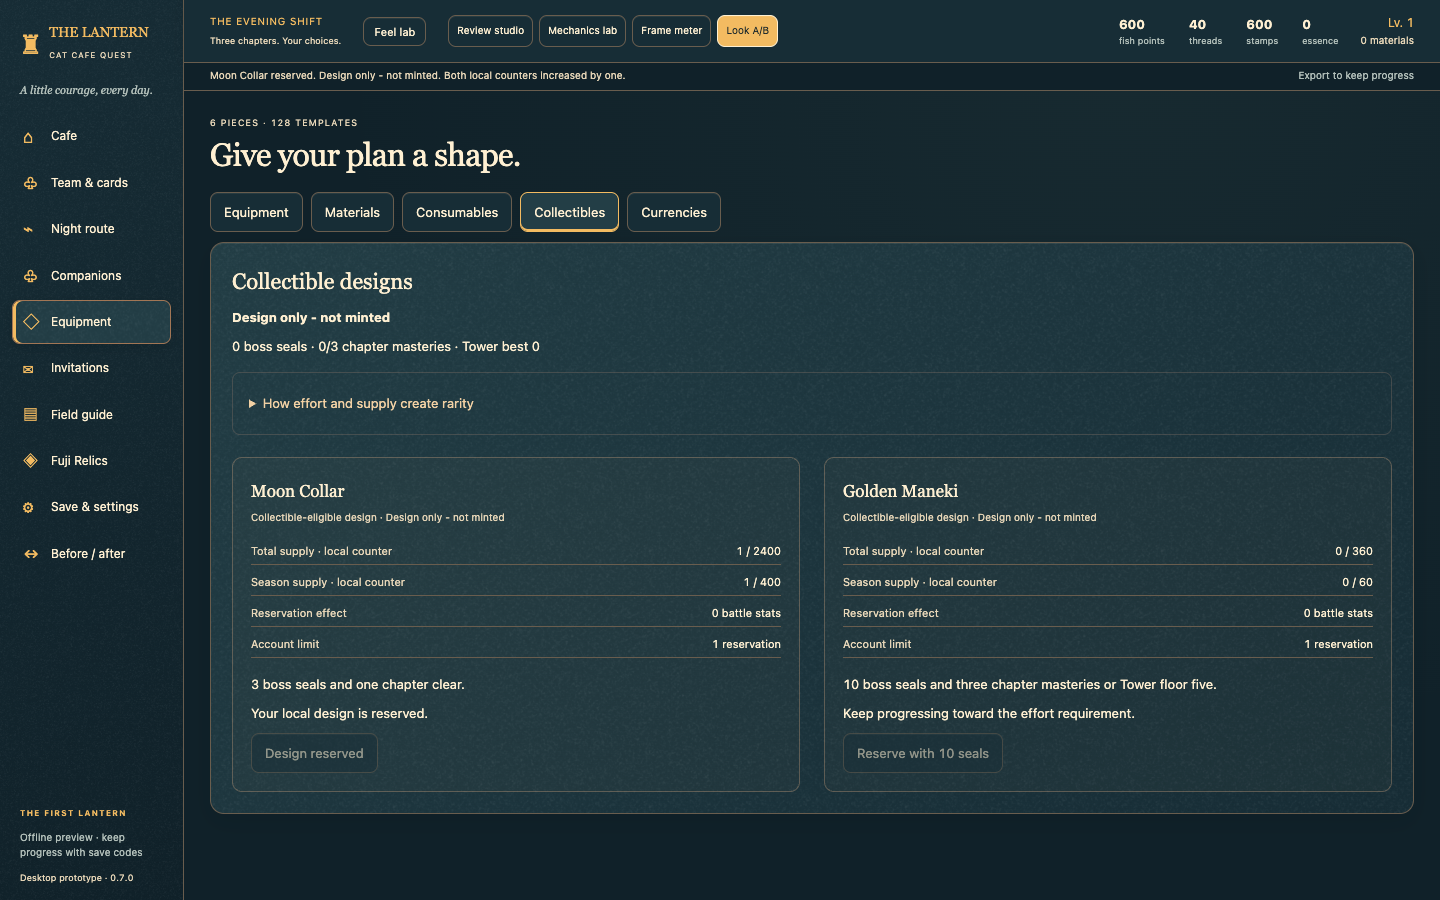 THE LANTERN
CAT CAFE QUEST
A little courage, every day.
Cafe
Team & cards
Night route
Companions
Equipment
Invitations
Field guide
Fuji Relics
Save & settings
Before / after
THE FIRST LANTERN
Offline preview · keep
progress with save codes
Desktop prototype · 0.7.0
THE EVENING SHIFT
Three chapters. Your choices.
Feel lab
Review studio
Mechanics lab
Frame meter
Look A/B
600 fish points
40 threads
600 stamps
0 essence
Lv. 1
0 materials
Moon Collar reserved. Design only - not minted. Both local counters increased by one.
Export to keep progress
6 PIECES · 128 TEMPLATES
Give your plan a shape.
Equipment
Materials
Consumables
Collectibles
Currencies
Collectible designs
Design only - not minted
0 boss seals · 0/3 chapter masteries · Tower best 0
How effort and supply create rarity
Moon Collar
Collectible-eligible design · Design only - not minted
Total supply · local counter 1 / 2400
Season supply · local counter 1 / 400
Reservation effect 0 battle stats
Account limit 1 reservation
3 boss seals and one chapter clear.
Your local design is reserved.
Design reserved
Golden Maneki
Collectible-eligible design · Design only - not minted
Total supply · local counter 0 / 360
Season supply · local counter 0 / 60
Reservation effect 0 battle stats
Account limit 1 reservation
10 boss seals and three chapter masteries or Tower floor five.
Keep progressing toward the effort requirement.
Reserve with 10 seals